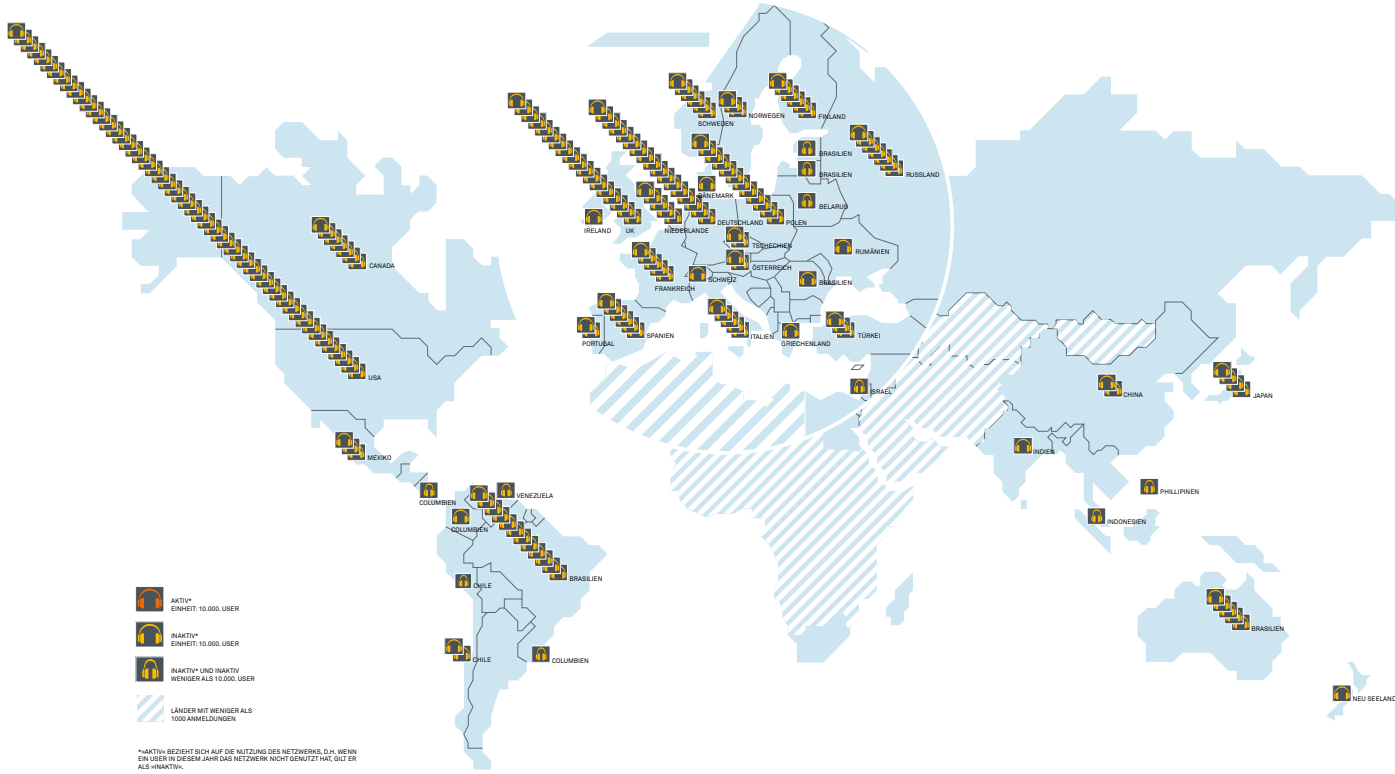 SCHWEDEN
NORWEGEN
FINLAND
BRASILIEN
BRASILIEN
RUSSLAND
DÄNEMARK
BELARUS
IRELAND
UK
NIEDERLANDE
DEUTSCHLAND
POLEN
TSCHECHIEN
RUMÄNIEN
CANADA
ÖSTERREICH
SCHWEIZ
FRANKREICH
BRASILIEN
PORTUGAL
SPANIEN
ITALIEN
GRIECHENLAND
TÜRKEI
USA
ISRAEL
CHINA
JAPAN
MEXIKO
INDIEN
COLUMBIEN
VENEZUELA
PHILLIPINEN
COLUMBIEN
INDONESIEN
BRASILIEN
CHILE
BRASILIEN
CHILE
COLUMBIEN
NEU SEELAND
AKTIV*
EINHEIT: 10.000. USER
INAKTIV*
EINHEIT: 10.000. USER
INAKTIV* UND INAKTIV
WENIGER ALS 10.000. USER
LÄNDER MIT WENIGER ALS
1000 ANMELDUNGEN
*»AKTIV« BEZIEHT SICH AUF DIE NUTZUNG DES NETZWERKS, D.H. WENN
EIN USER IN DIESEM JAHR DAS NETZWERK NICHT GENUTZT HAT, GILT ER
ALS »INAKTIV«.